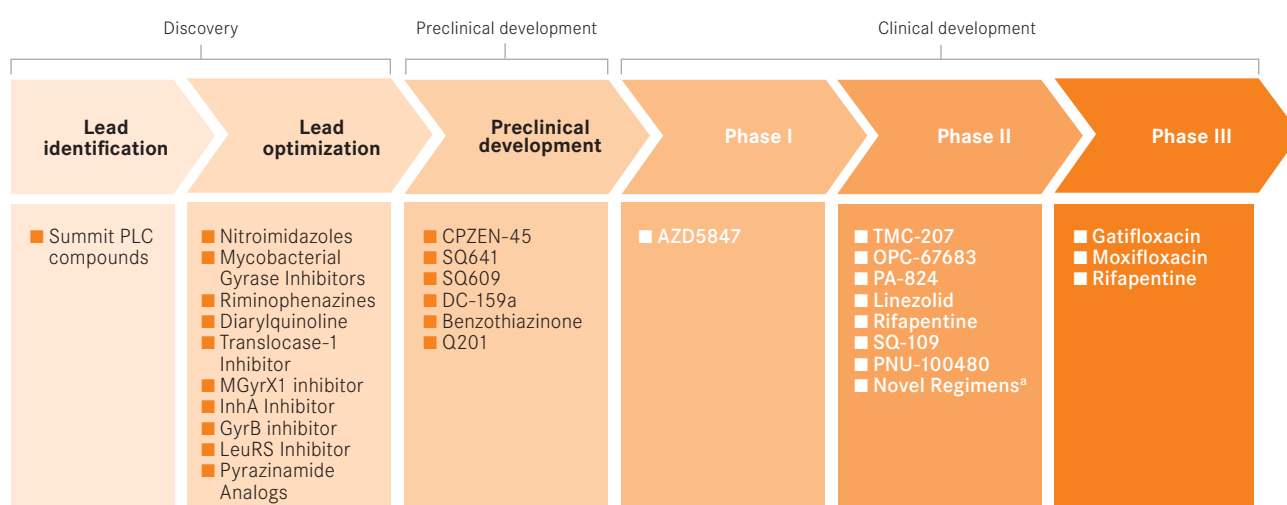 Discovery
Preclinical development
Clinical development
Lead
identification
Lead
optimization
Preclinical
development
Phase I
Phase II
Phase III
■ Summit PLC
compounds
■ Nitroimidazoles
■ Mycobacterial
Gyrase Inhibitors
■ Riminophenazines
■ Diarylquinoline
■ Translocase-1
Inhibitor
■ MGyrX1 inhibitor
■ InhA Inhibitor
■ GyrB inhibitor
■ LeuRS Inhibitor
■ Pyrazinamide
Analogs
■ CPZEN-45
■ SQ641
■ SQ609
■ DC-159a
■ Benzothiazinone
■ Q201
■ AZD5847
■ TMC-207
■ OPC-67683
■ PA-824
■ Linezolid
■ Rifapentine
■ SQ-109
■ PNU-100480
■ Novel Regimensᵃ
■ Gatifloxacin
■ Moxifloxacin
■ Rifapentine